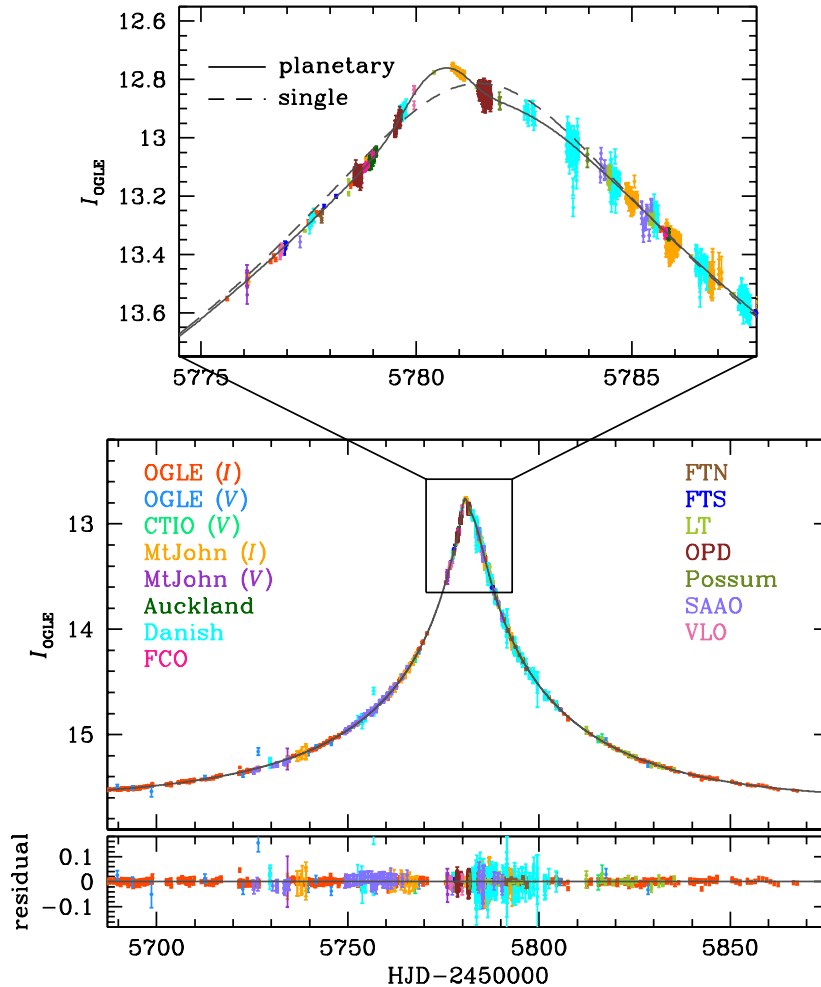 12.6
12.8
13
13.2
13.4
13.6
I_OGLE
planetary
single
5775
5780
5785
13
14
15
I_OGLE
OGLE (I)
OGLE (V)
CTIO (V)
MtJohn (I)
MtJohn (V)
Auckland
Danish
FCO
FTN
FTS
LT
OPD
Possum
SAAO
VLO
residual
0.1
0
−0.1
5700
5750
5800
5850
HJD−2450000